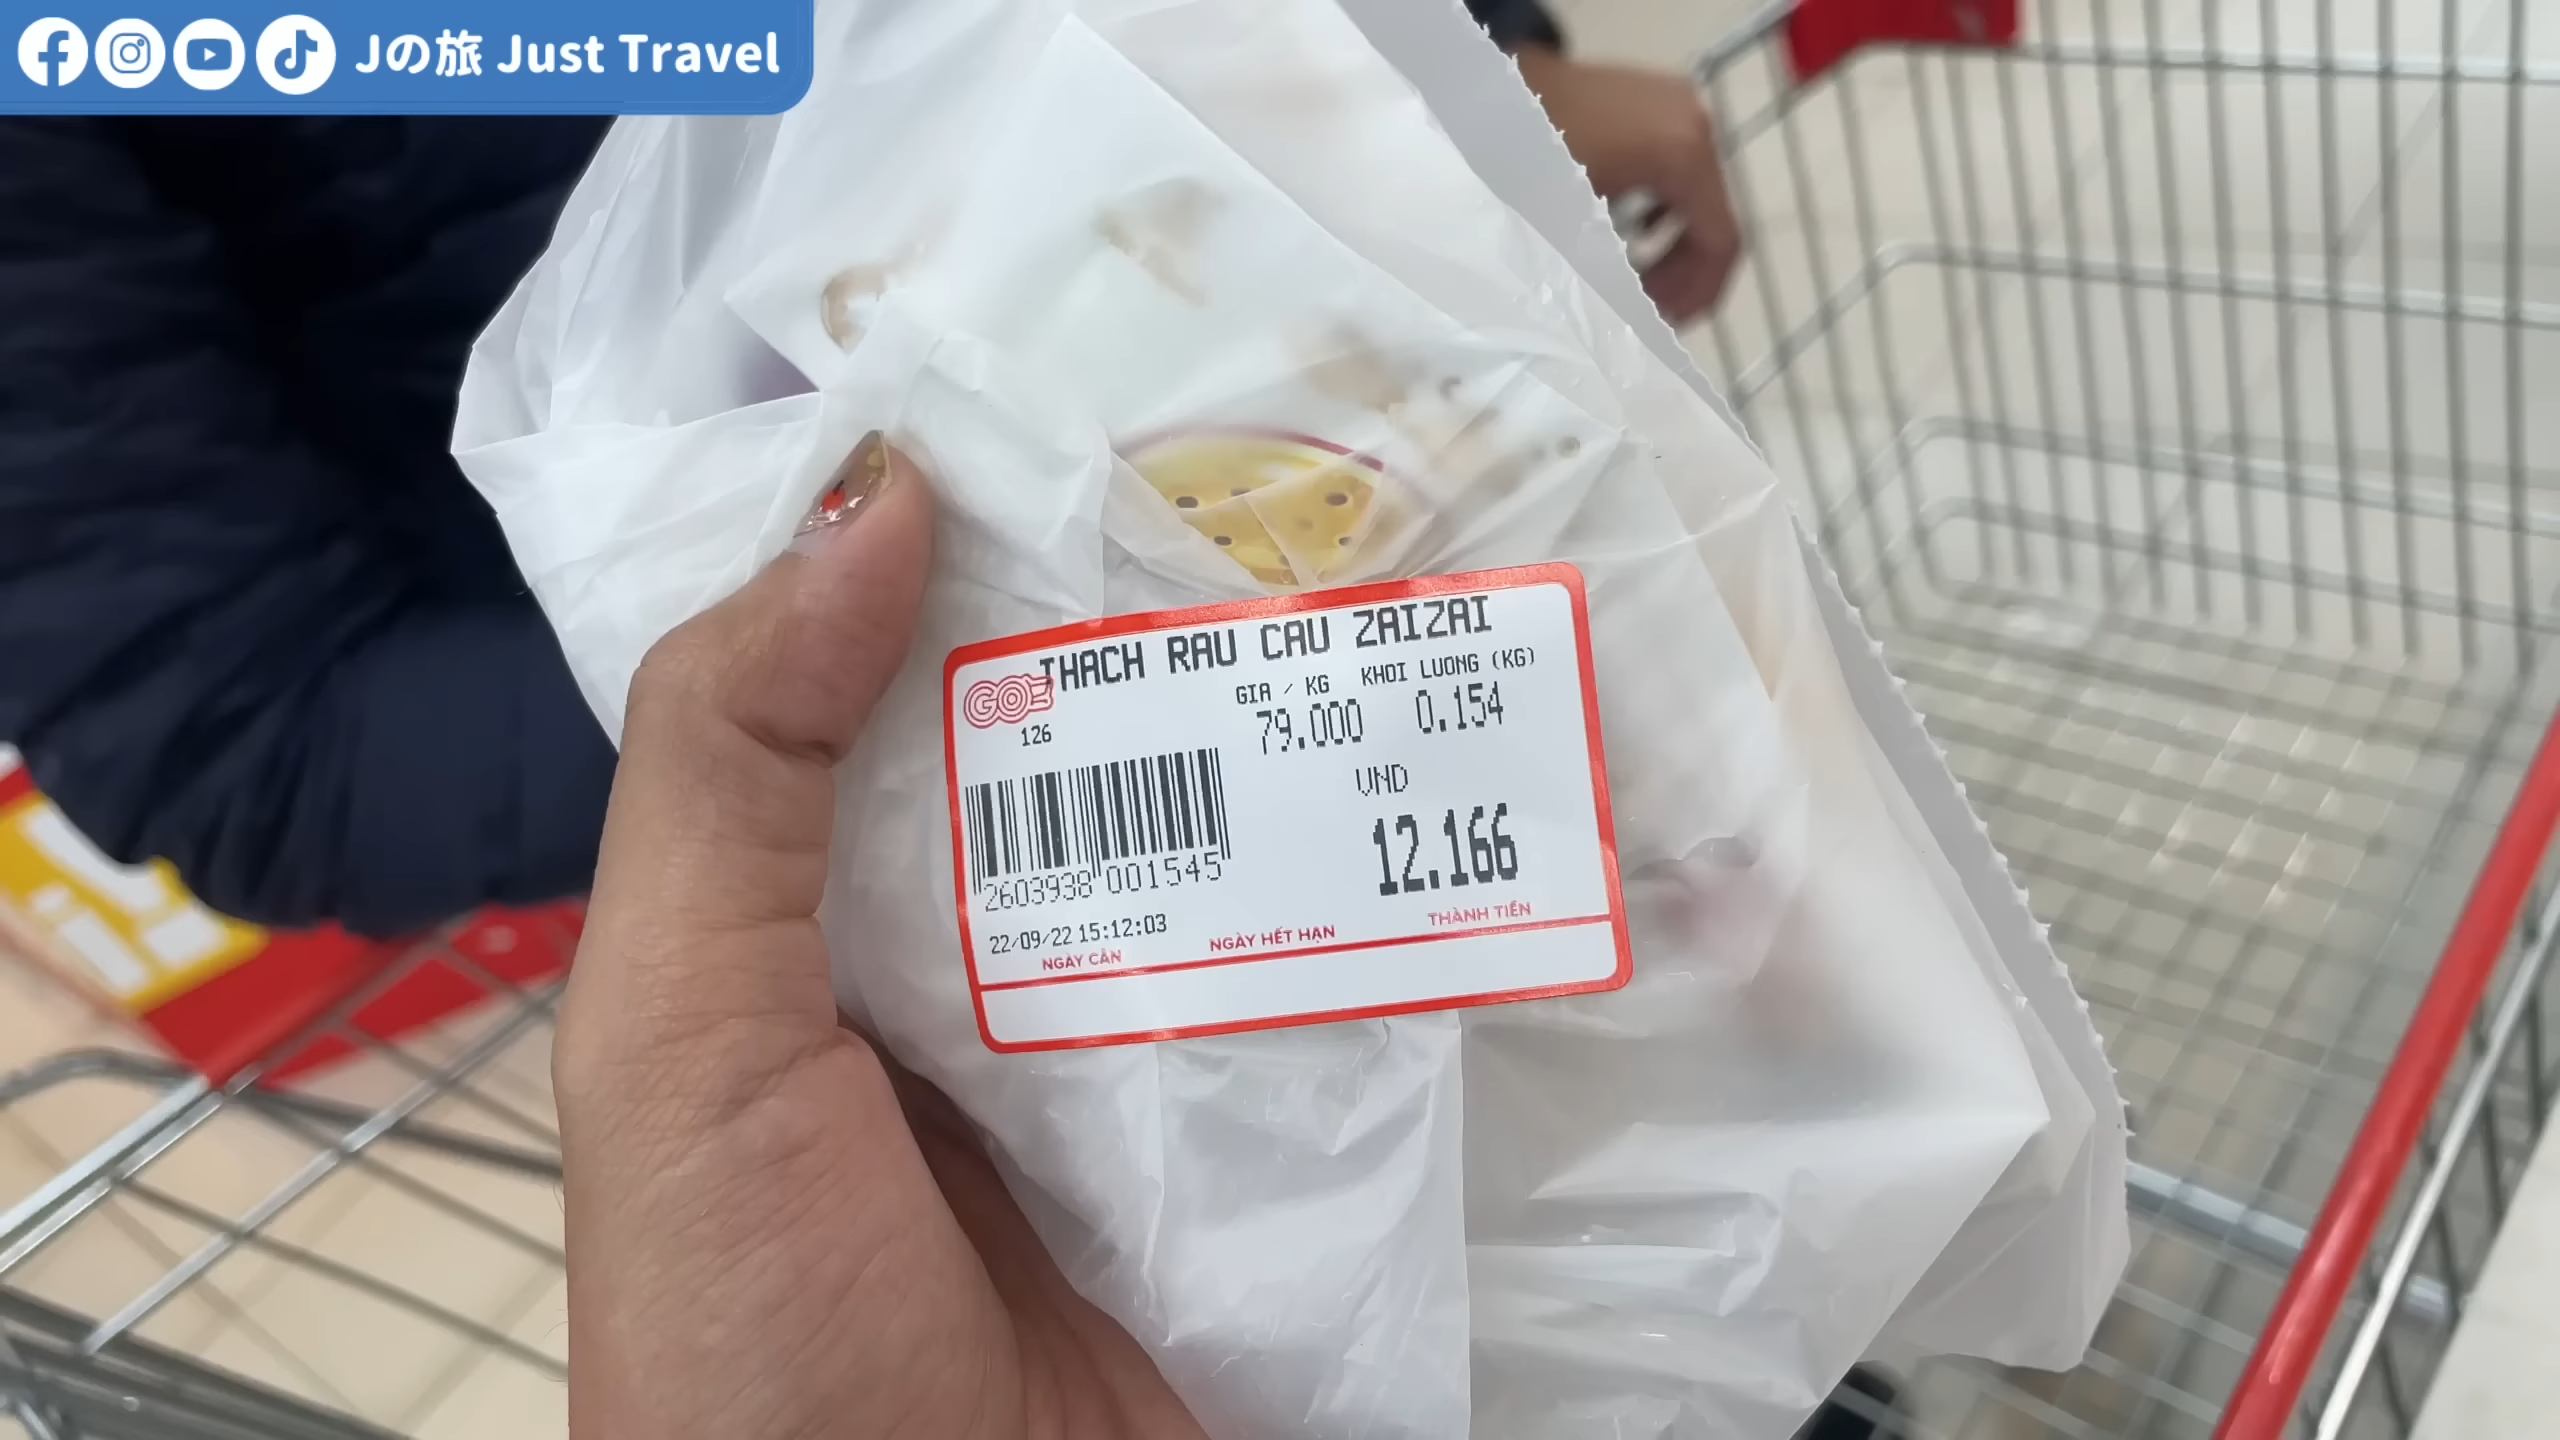 Jの旅 Just Travel
THACH RAU CAU ZAIZAI
GO!
126
GIA / KG KHOI LUONG (KG)
79.000 0.154
VND
12.166
2603938 001545
22/09/22 15:12:03
NGÀY CÂN NGÀY HẾT HẠN THÀNH TIỀN